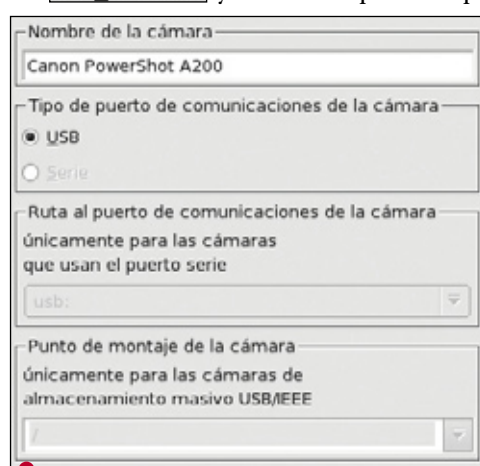 Nombre de la cámara
Canon PowerShot A200
Tipo de puerto de comunicaciones de la cámara
USB
Serie
Ruta al puerto de comunicaciones de la cámara
únicamente para las cámaras
que usan el puerto serie
usb:
Punto de montaje de la cámara
únicamente para las cámaras de
almacenamiento masivo USB/IEEE
/